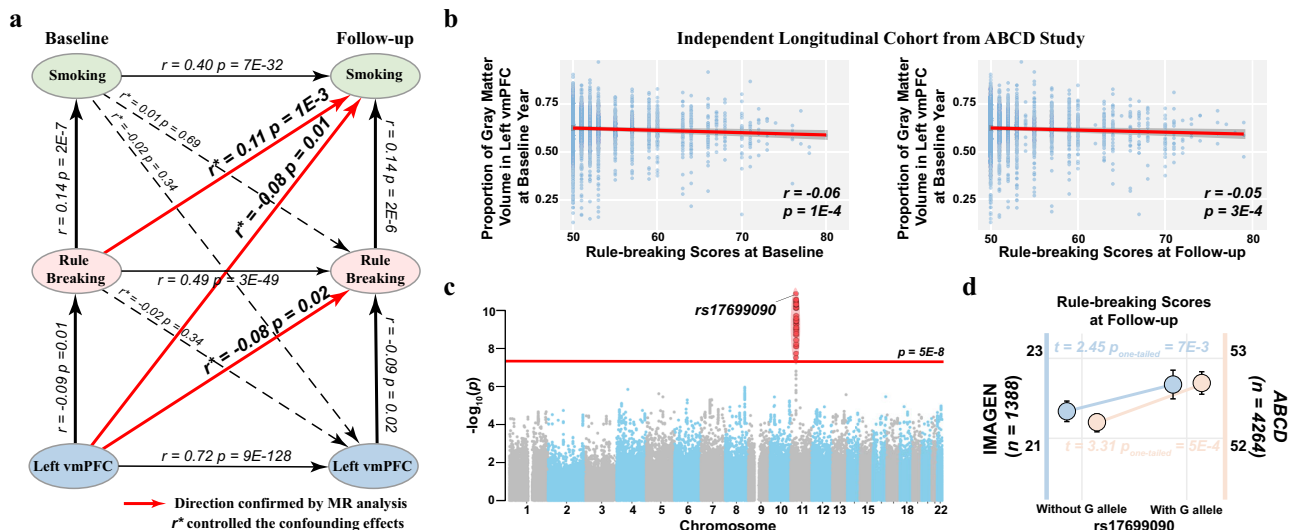 a
Baseline
Follow-up
Smoking
r = 0.40 p = 7E-32
Smoking
r* = 0.01 p = 0.69
r* = -0.02 p = 0.34
r* = 0.11 p = 1E-3
r* = -0.08 p = 0.01
r = 0.14 p = 2E-7
r = 0.14 p = 2E-6
Rule
Breaking
r = 0.49 p = 3E-49
Rule
Breaking
r* = -0.02 p = 0.34
r* = -0.08 p = 0.02
r = -0.09 p =0.01
r = -0.09 p = 0.02
Left vmPFC
r = 0.72 p = 9E-128
Left vmPFC
Direction confirmed by MR analysis
r* controlled the confounding effects
b
Independent Longitudinal Cohort from ABCD Study
Proportion of Gray Matter
Volume in Left vmPFC
at Baseline Year
0.75
0.50
0.25
r = -0.06
p = 1E-4
50 60 70 80
Rule-breaking Scores at Baseline
Proportion of Gray Matter
Volume in Left vmPFC
at Baseline Year
0.75
0.50
0.25
r = -0.05
p = 3E-4
50 60 70 80
Rule-breaking Scores at Follow-up
c
rs17699090
p = 5E-8
-log10(p)
10
8
6
4
2
0
1 2 3 4 5 6 7 8 9 10 11 12 13 14 15 16 18 20 22
Chromosome
d
Rule-breaking Scores
at Follow-up
23
t = 2.45 p one-tailed = 7E-3
53
IMAGEN
(n = 1388)
ABCD
(n = 4264)
21
t = 3.31 p one-tailed = 5E-4
52
Without G allele With G allele
rs17699090